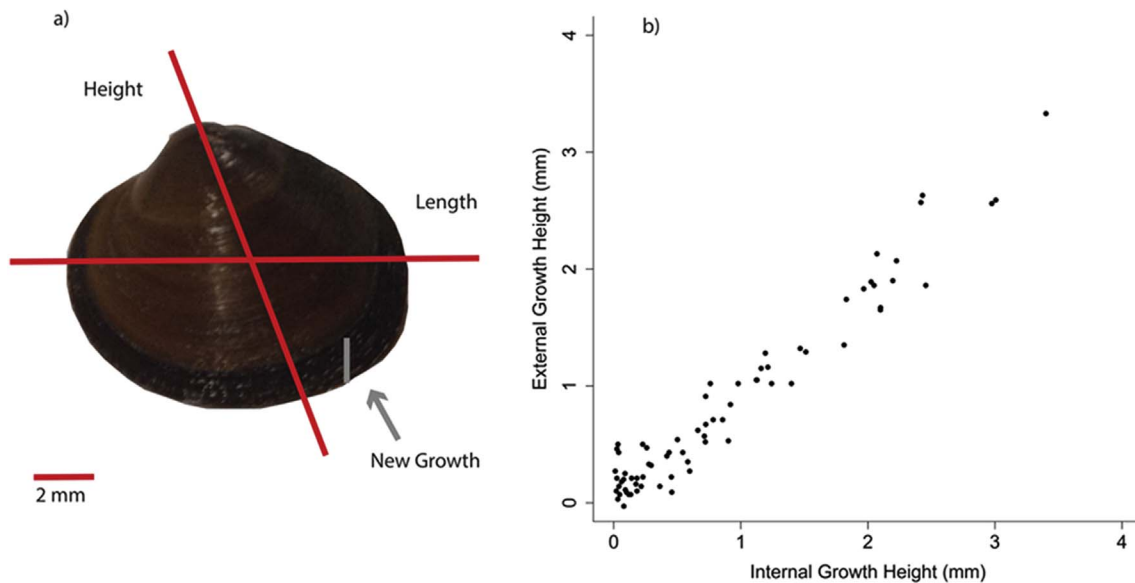 a)
Height
Length
New Growth
2 mm
b)
External Growth Height (mm)
4
3
2
1
0
0 1 2 3 4
Internal Growth Height (mm)